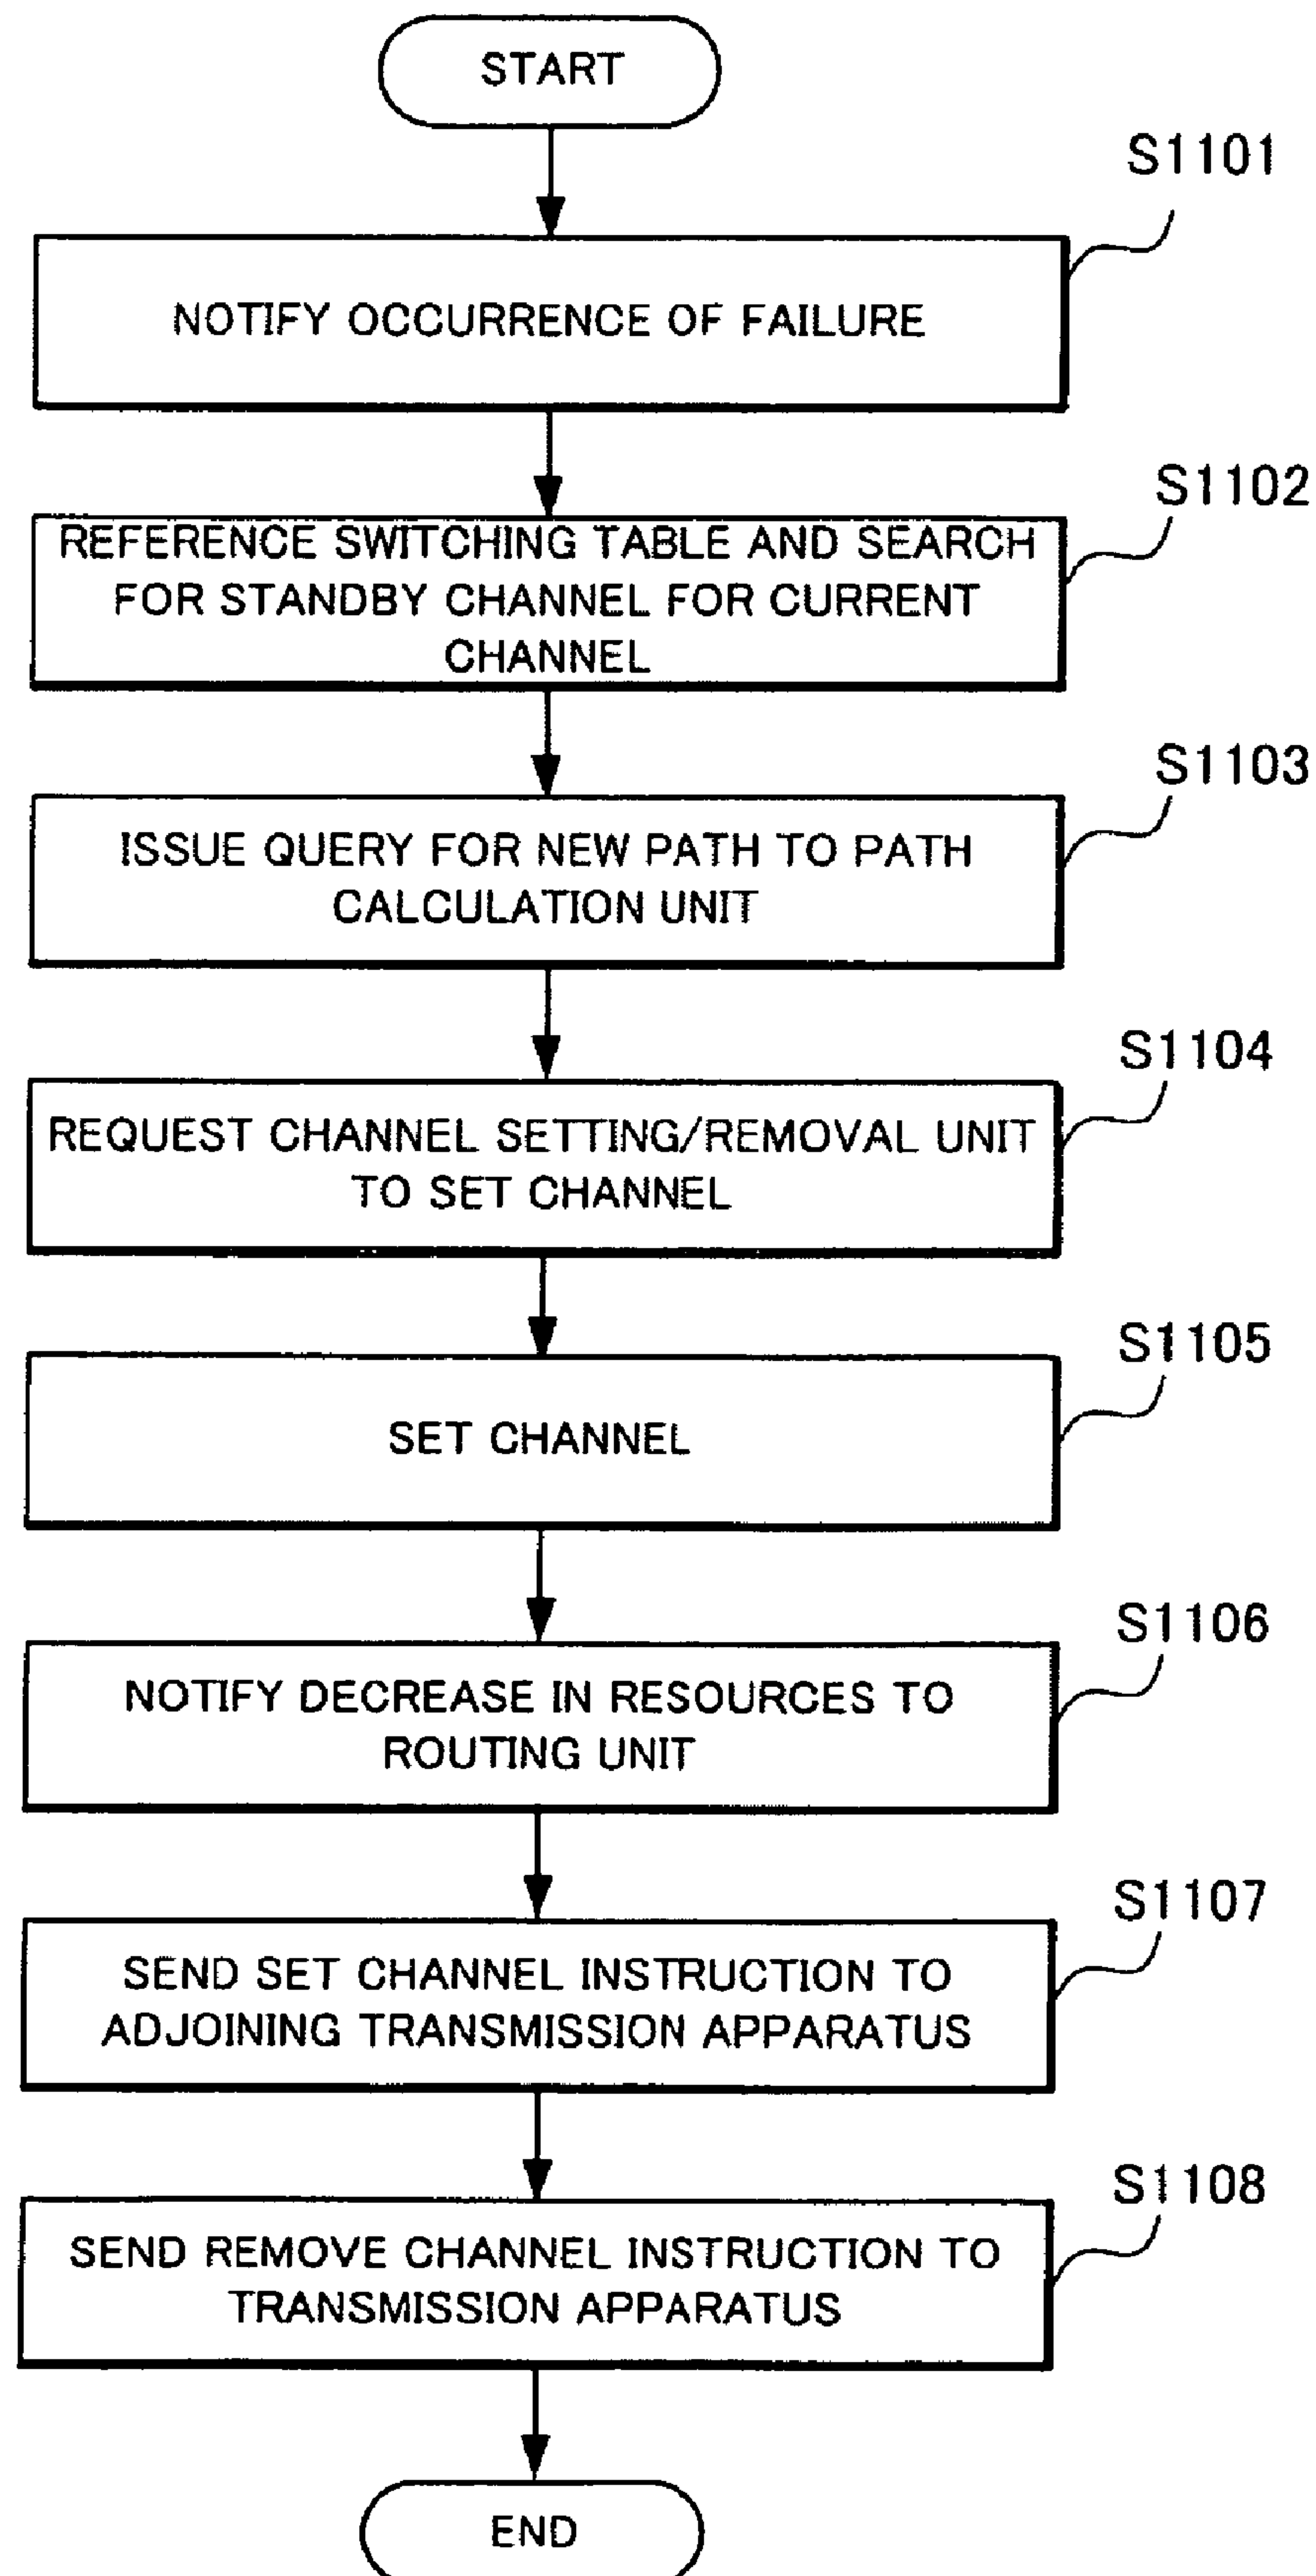 START
S1101
NOTIFY OCCURRENCE OF FAILURE
S1102
REFERENCE SWITCHING TABLE AND SEARCH
FOR STANDBY CHANNEL FOR CURRENT
CHANNEL
S1103
ISSUE QUERY FOR NEW PATH TO PATH
CALCULATION UNIT
S1104
REQUEST CHANNEL SETTING/REMOVAL UNIT
TO SET CHANNEL
S1105
SET CHANNEL
S1106
NOTIFY DECREASE IN RESOURCES TO
ROUTING UNIT
S1107
SEND SET CHANNEL INSTRUCTION TO
ADJOINING TRANSMISSION APPARATUS
S1108
SEND REMOVE CHANNEL INSTRUCTION TO
TRANSMISSION APPARATUS
END